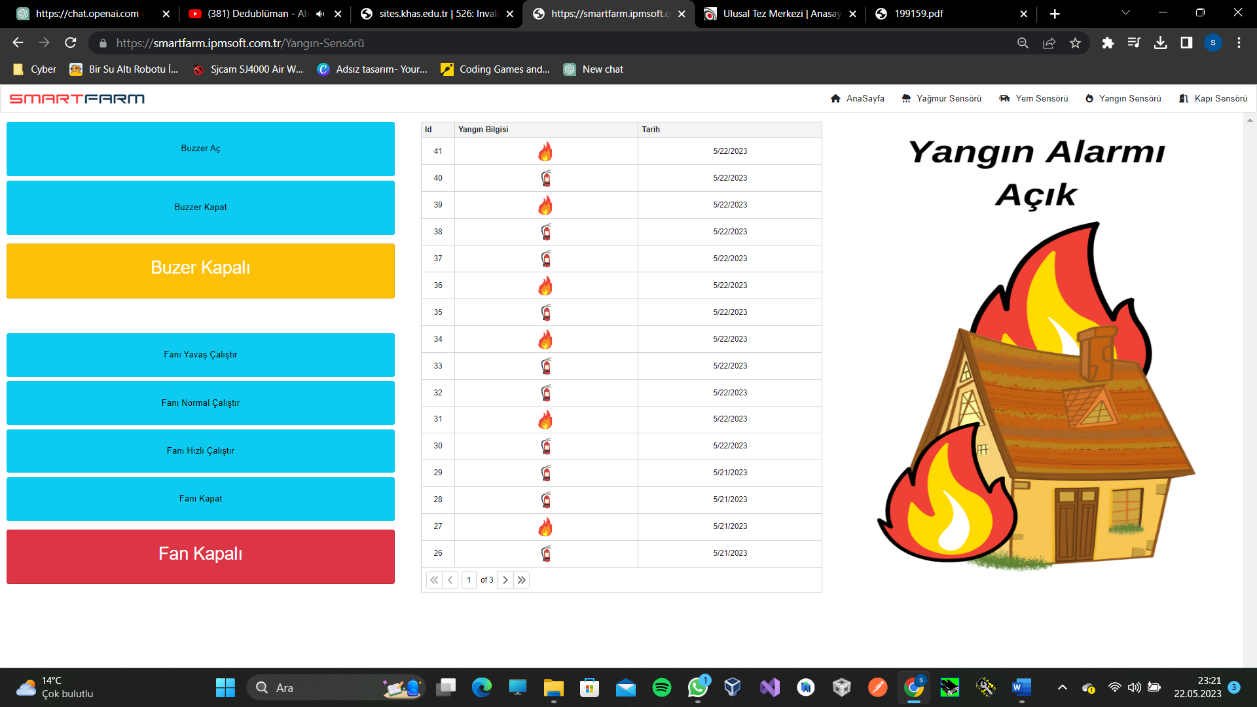 https://chat.openai.com
(381) Dedublüman - Ah
sites.khas.edu.tr | 526: Invali
https://smartfarm.ipmsoft.co
Ulusal Tez Merkezi | Anasay
199159.pdf
https://smartfarm.ipmsoft.com.tr/Yangın-Sensörü
S
Cyber
Bir Su Altı Robotu İ...
Sjcam SJ4000 Air W...
Adsız tasarım- Your...
Coding Games and...
New chat
SMARTFARM
AnaSayfa
Yağmur Sensörü
Yem Sensörü
Yangın Sensörü
Kapı Sensörü
Buzzer Aç
Buzzer Kapat
Buzer Kapalı
Fanı Yavaş Çalıştır
Fanı Normal Çalıştır
Fanı Hızlı Çalıştır
Fanı Kapat
Fan Kapalı
Id Yangın Bilgisi Tarih
41 5/22/2023
40 5/22/2023
39 5/22/2023
38 5/22/2023
37 5/22/2023
36 5/22/2023
35 5/22/2023
34 5/22/2023
33 5/22/2023
32 5/22/2023
31 5/22/2023
30 5/22/2023
29 5/21/2023
28 5/21/2023
27 5/21/2023
26 5/21/2023
1 of 3
Yangın Alarmı
Açık
14°C
Çok bulutlu
Ara
1
23:21
22.05.2023
3